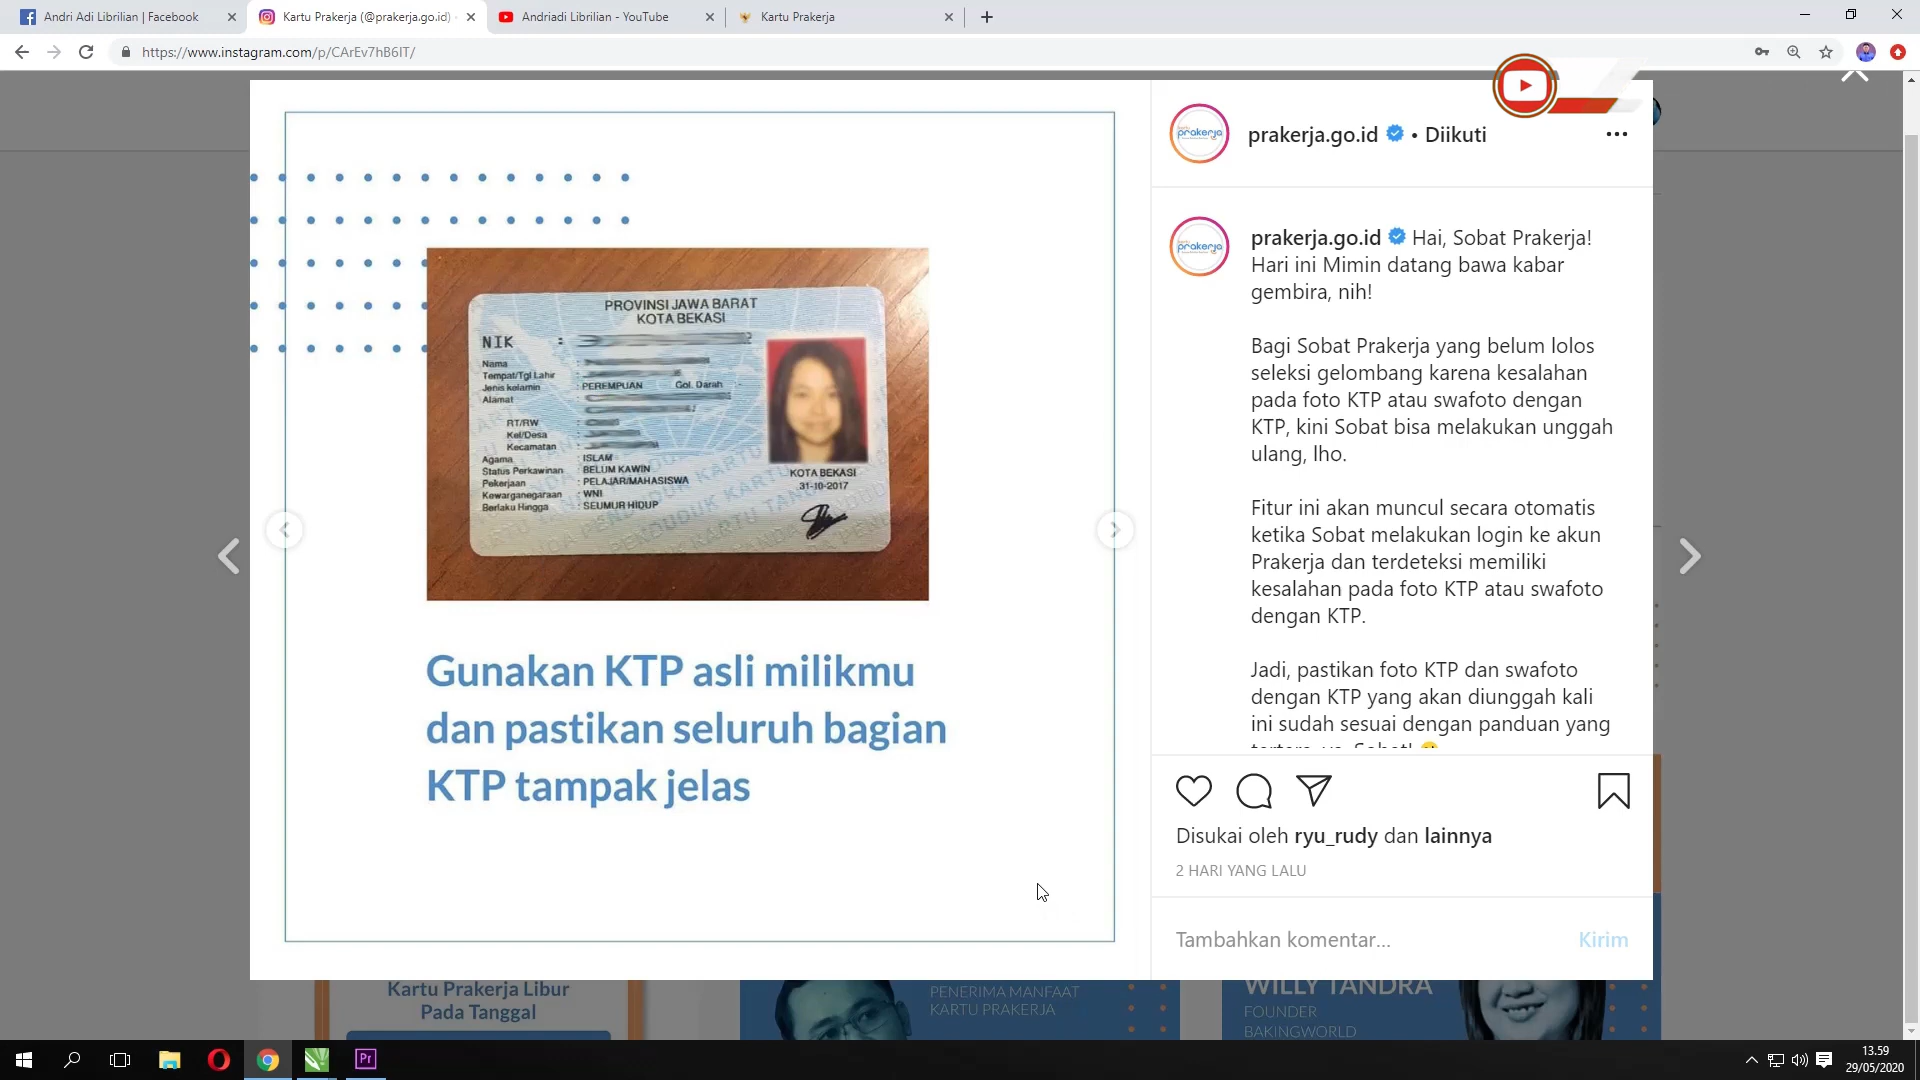 Andri Adi Librilian | Facebook
Kartu Prakerja (@prakerja.go.id) ·
Andriadi Librilian - YouTube
Kartu Prakerja
https://www.instagram.com/p/CArEv7hB6IT/
PROVINSI JAWA BARAT
KOTA BEKASI
NIK :
Nama :
Tempat/Tgl Lahir :
Jenis kelamin : PEREMPUAN Gol. Darah -
Alamat :
RT/RW :
Kel/Desa :
Kecamatan :
Agama : ISLAM
Status Perkawinan : BELUM KAWIN
Pekerjaan : PELAJAR/MAHASISWA
Kewarganegaraan : WNI
Berlaku Hingga : SEUMUR HIDUP
KOTA BEKASI
31-10-2017
Gunakan KTP asli milikmu
dan pastikan seluruh bagian
KTP tampak jelas
prakerja
prakerja.go.id • Diikuti
prakerja
prakerja.go.id Hai, Sobat Prakerja!
Hari ini Mimin datang bawa kabar
gembira, nih!
Bagi Sobat Prakerja yang belum lolos
seleksi gelombang karena kesalahan
pada foto KTP atau swafoto dengan
KTP, kini Sobat bisa melakukan unggah
ulang, lho.
Fitur ini akan muncul secara otomatis
ketika Sobat melakukan login ke akun
Prakerja dan terdeteksi memiliki
kesalahan pada foto KTP atau swafoto
dengan KTP.
Jadi, pastikan foto KTP dan swafoto
dengan KTP yang akan diunggah kali
ini sudah sesuai dengan panduan yang
Disukai oleh ryu_rudy dan lainnya
2 HARI YANG LALU
Tambahkan komentar...
Kirim
Kartu Prakerja Libur
Pada Tanggal
PENERIMA MANFAAT
KARTU PRAKERJA
WILLY TANDRA
FOUNDER
BAKINGWORLD
Pr
13.59
29/05/2020